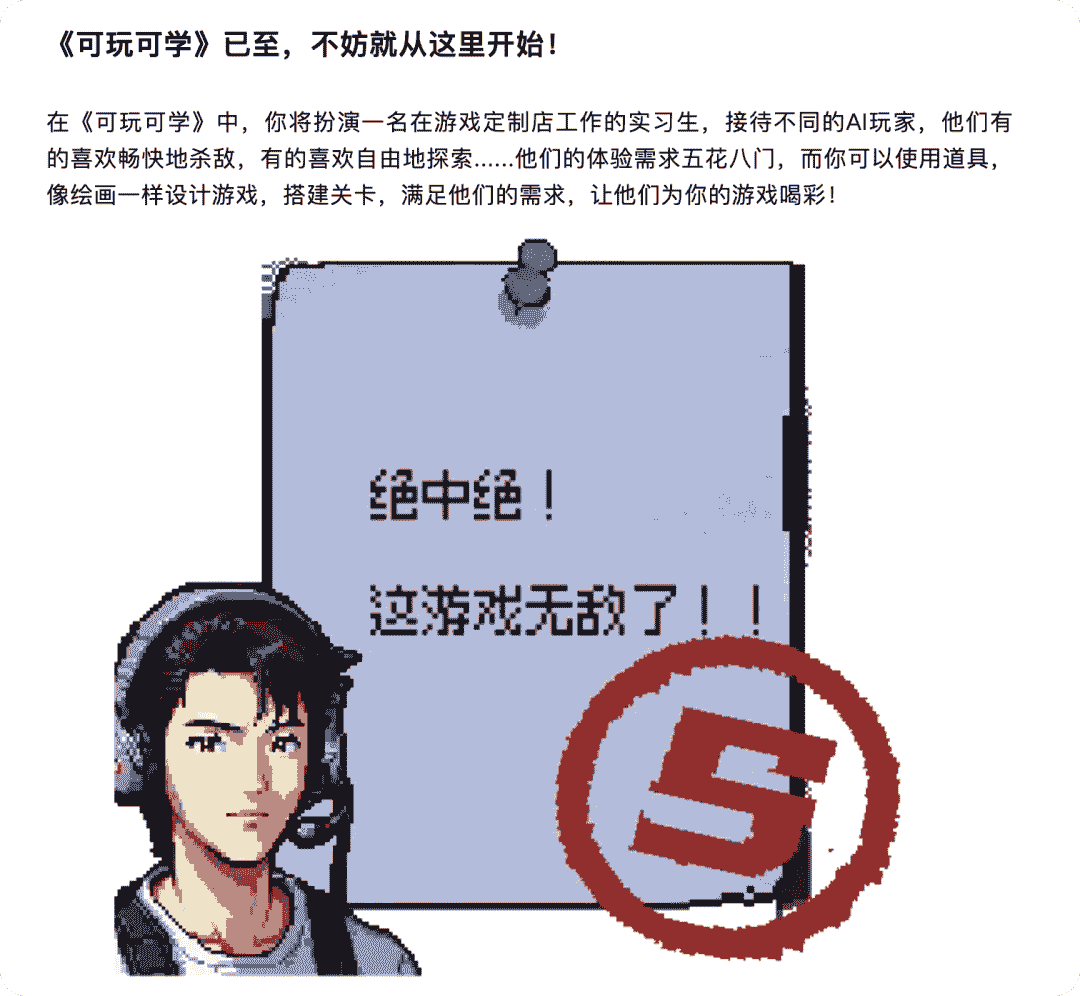 《可玩可学》已至，不妨就从这里开始！
在《可玩可学》中，你将扮演一名在游戏定制店工作的实习生，接待不同的AI玩家，他们有
的喜欢畅快地杀敌，有的喜欢自由地探索......他们的体验需求五花八门，而你可以使用道具，
像绘画一样设计游戏，搭建关卡，满足他们的需求，让他们为你的游戏喝彩！
绝中绝！
这游戏无敌了！！
S